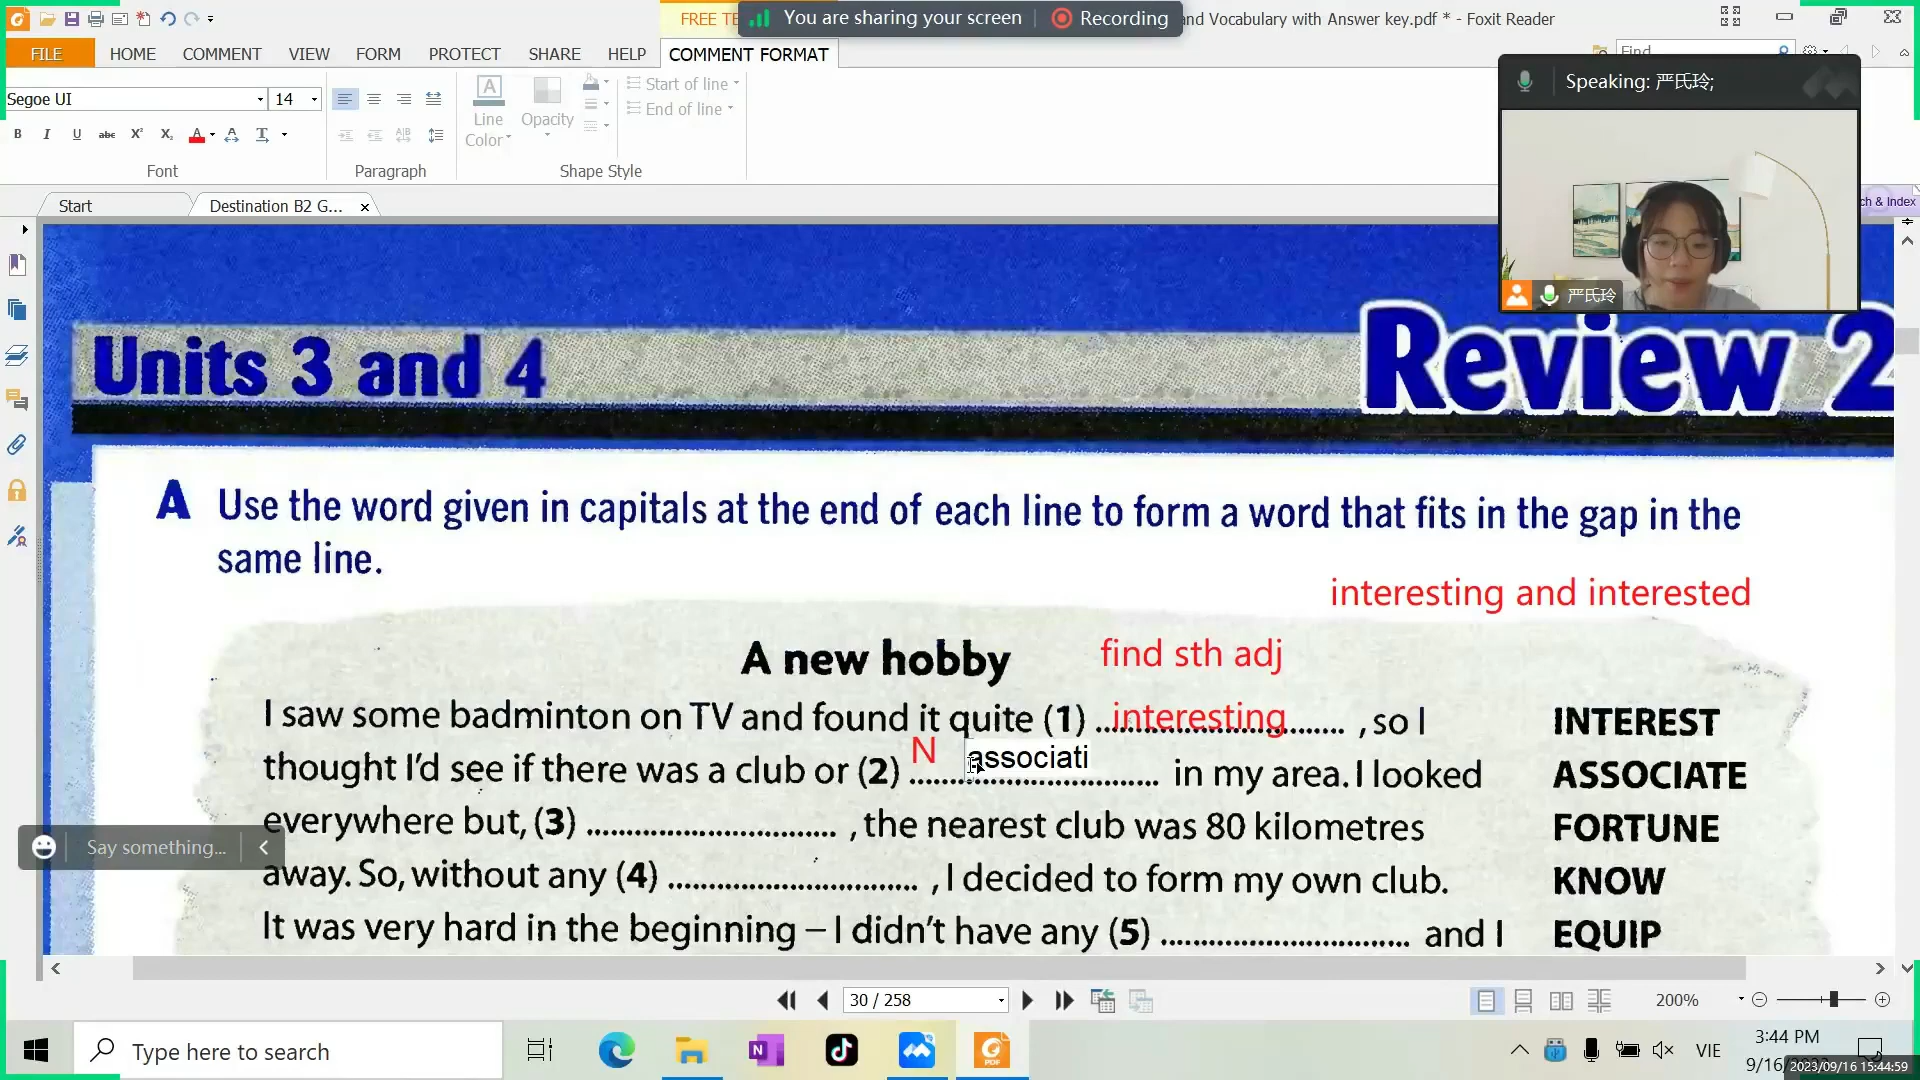 FREE TE
You are sharing your screen
Recording
nd Vocabulary with Answer key.pdf * - Foxit Reader
FILE
HOME
COMMENT
VIEW
FORM
PROTECT
SHARE
HELP
COMMENT FORMAT
Find
Segoe UI
14
Line
Color
Opacity
Start of line
End of line
Font
Paragraph
Shape Style
Speaking: 严氏玲;
严氏玲
ch & Index
Start
Destination B2 G...
Units 3 and 4
Review 2
A Use the word given in capitals at the end of each line to form a word that fits in the gap in the
same line.
interesting and interested
A new hobby
find sth adj
I saw some badminton on TV and found it quite (1) interesting , so I INTEREST
N associati
thought I'd see if there was a club or (2) .............................. in my area. I looked ASSOCIATE
everywhere but, (3) .............................. , the nearest club was 80 kilometres FORTUNE
away. So, without any (4) .............................. , I decided to form my own club. KNOW
It was very hard in the beginning – I didn't have any (5) .............................. and I EQUIP
Say something...
30 / 258
200%
Type here to search
VIE
3:44 PM
2023/09/16 15:44:59